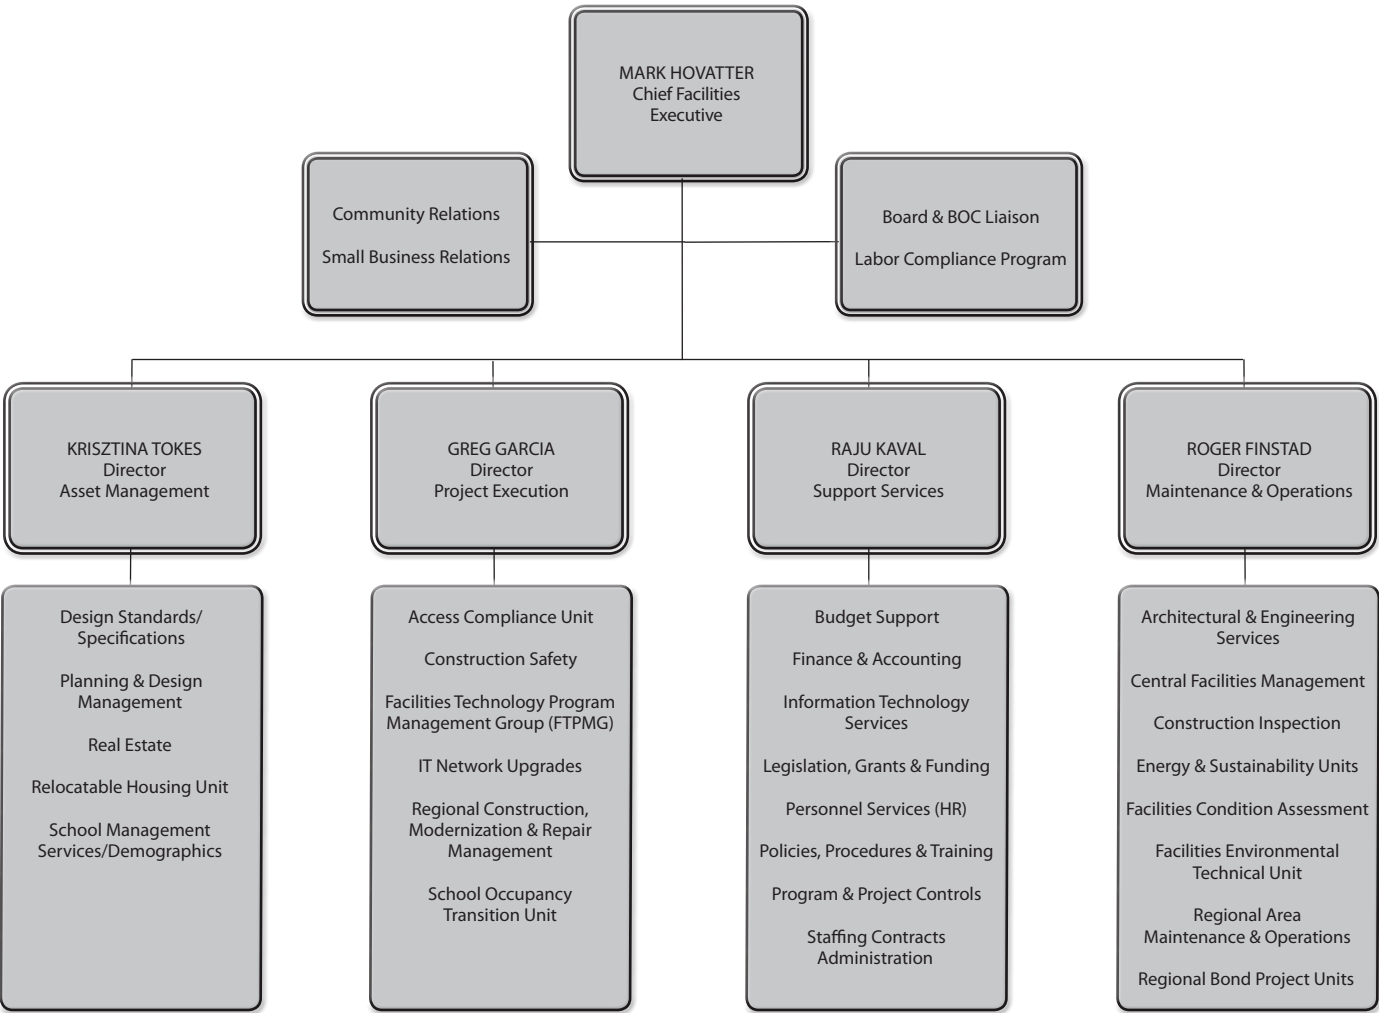 MARK HOVATTER
Chief Facilities
Executive
Community Relations
Small Business Relations
Board & BOC Liaison
Labor Compliance Program
KRISZTINA TOKES
Director
Asset Management
GREG GARCIA
Director
Project Execution
RAJU KAVAL
Director
Support Services
ROGER FINSTAD
Director
Maintenance & Operations
Design Standards/
Specifications
Planning & Design
Management
Real Estate
Relocatable Housing Unit
School Management
Services/Demographics
Access Compliance Unit
Construction Safety
Facilities Technology Program
Management Group (FTPMG)
IT Network Upgrades
Regional Construction,
Modernization & Repair
Management
School Occupancy
Transition Unit
Budget Support
Finance & Accounting
Information Technology
Services
Legislation, Grants & Funding
Personnel Services (HR)
Policies, Procedures & Training
Program & Project Controls
Staffing Contracts
Administration
Architectural & Engineering
Services
Central Facilities Management
Construction Inspection
Energy & Sustainability Units
Facilities Condition Assessment
Facilities Environmental
Technical Unit
Regional Area
Maintenance & Operations
Regional Bond Project Units